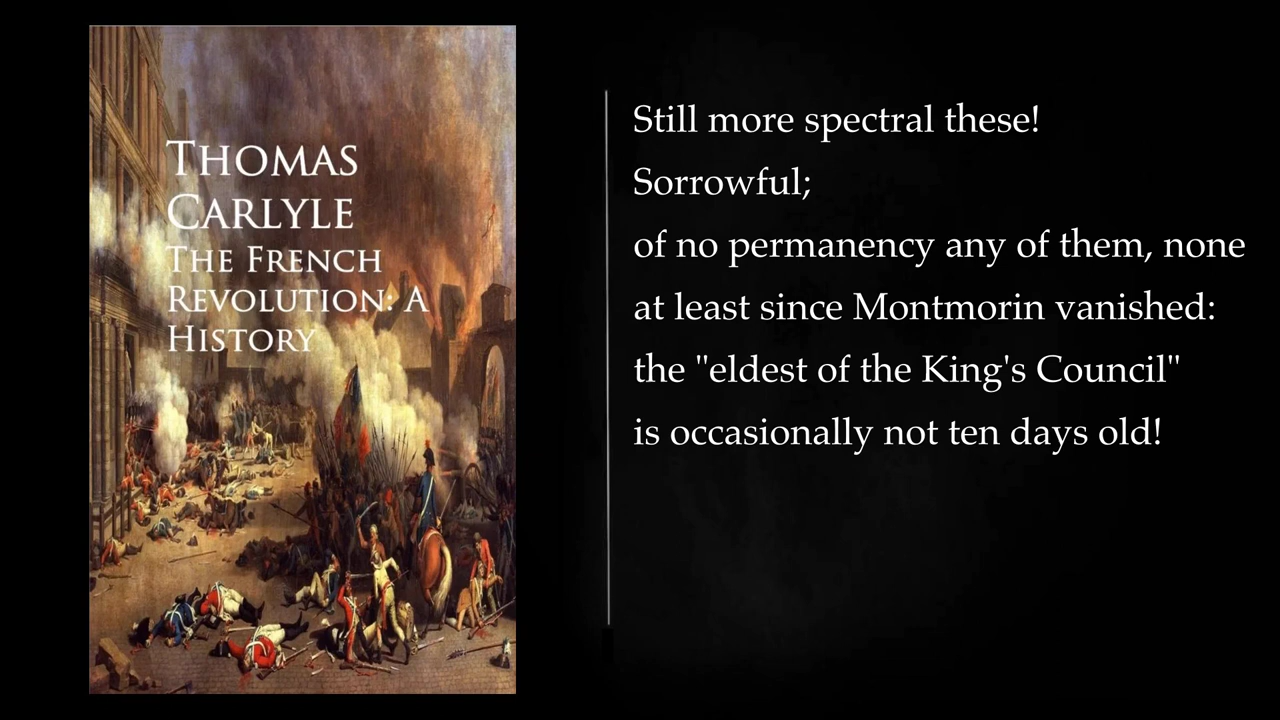 THOMAS
CARLYLE
THE FRENCH
REVOLUTION: A
HISTORY
Still more spectral these!
Sorrowful;
of no permanency any of them, none
at least since Montmorin vanished:
the "eldest of the King's Council"
is occasionally not ten days old!